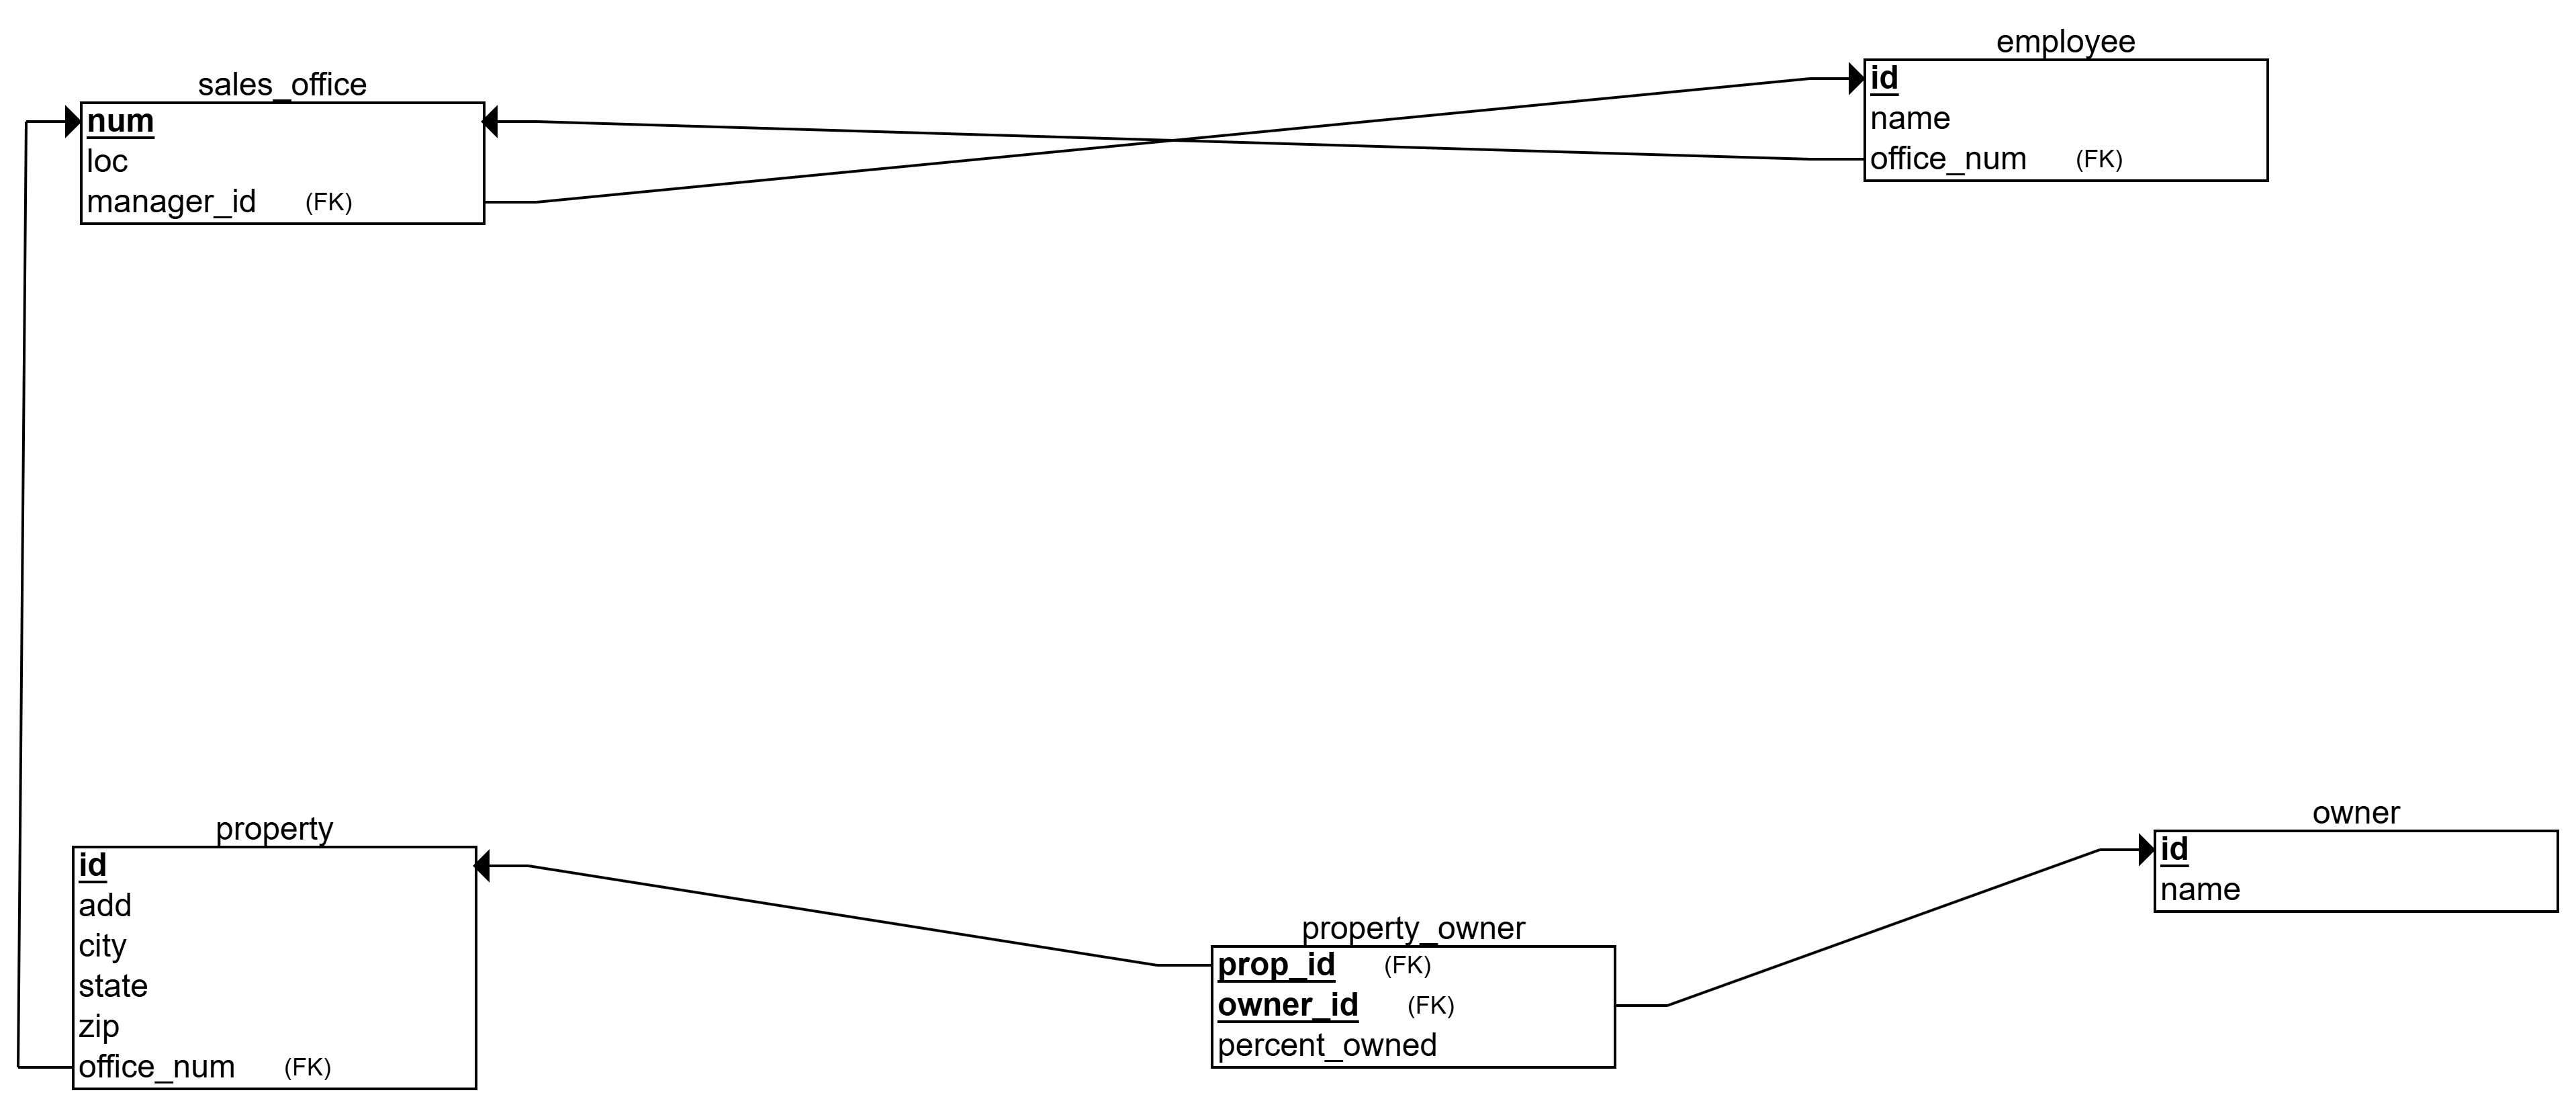 sales_office
num
loc
manager_id (FK)
employee
id
name
office_num (FK)
property
id
add
city
state
zip
office_num (FK)
property_owner
prop_id (FK)
owner_id (FK)
percent_owned
owner
id
name